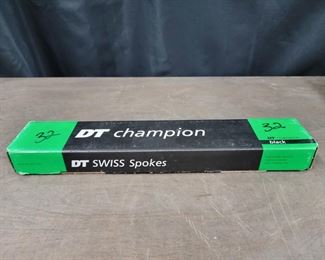 32
DT champion
32
black
DT SWISS Spokes